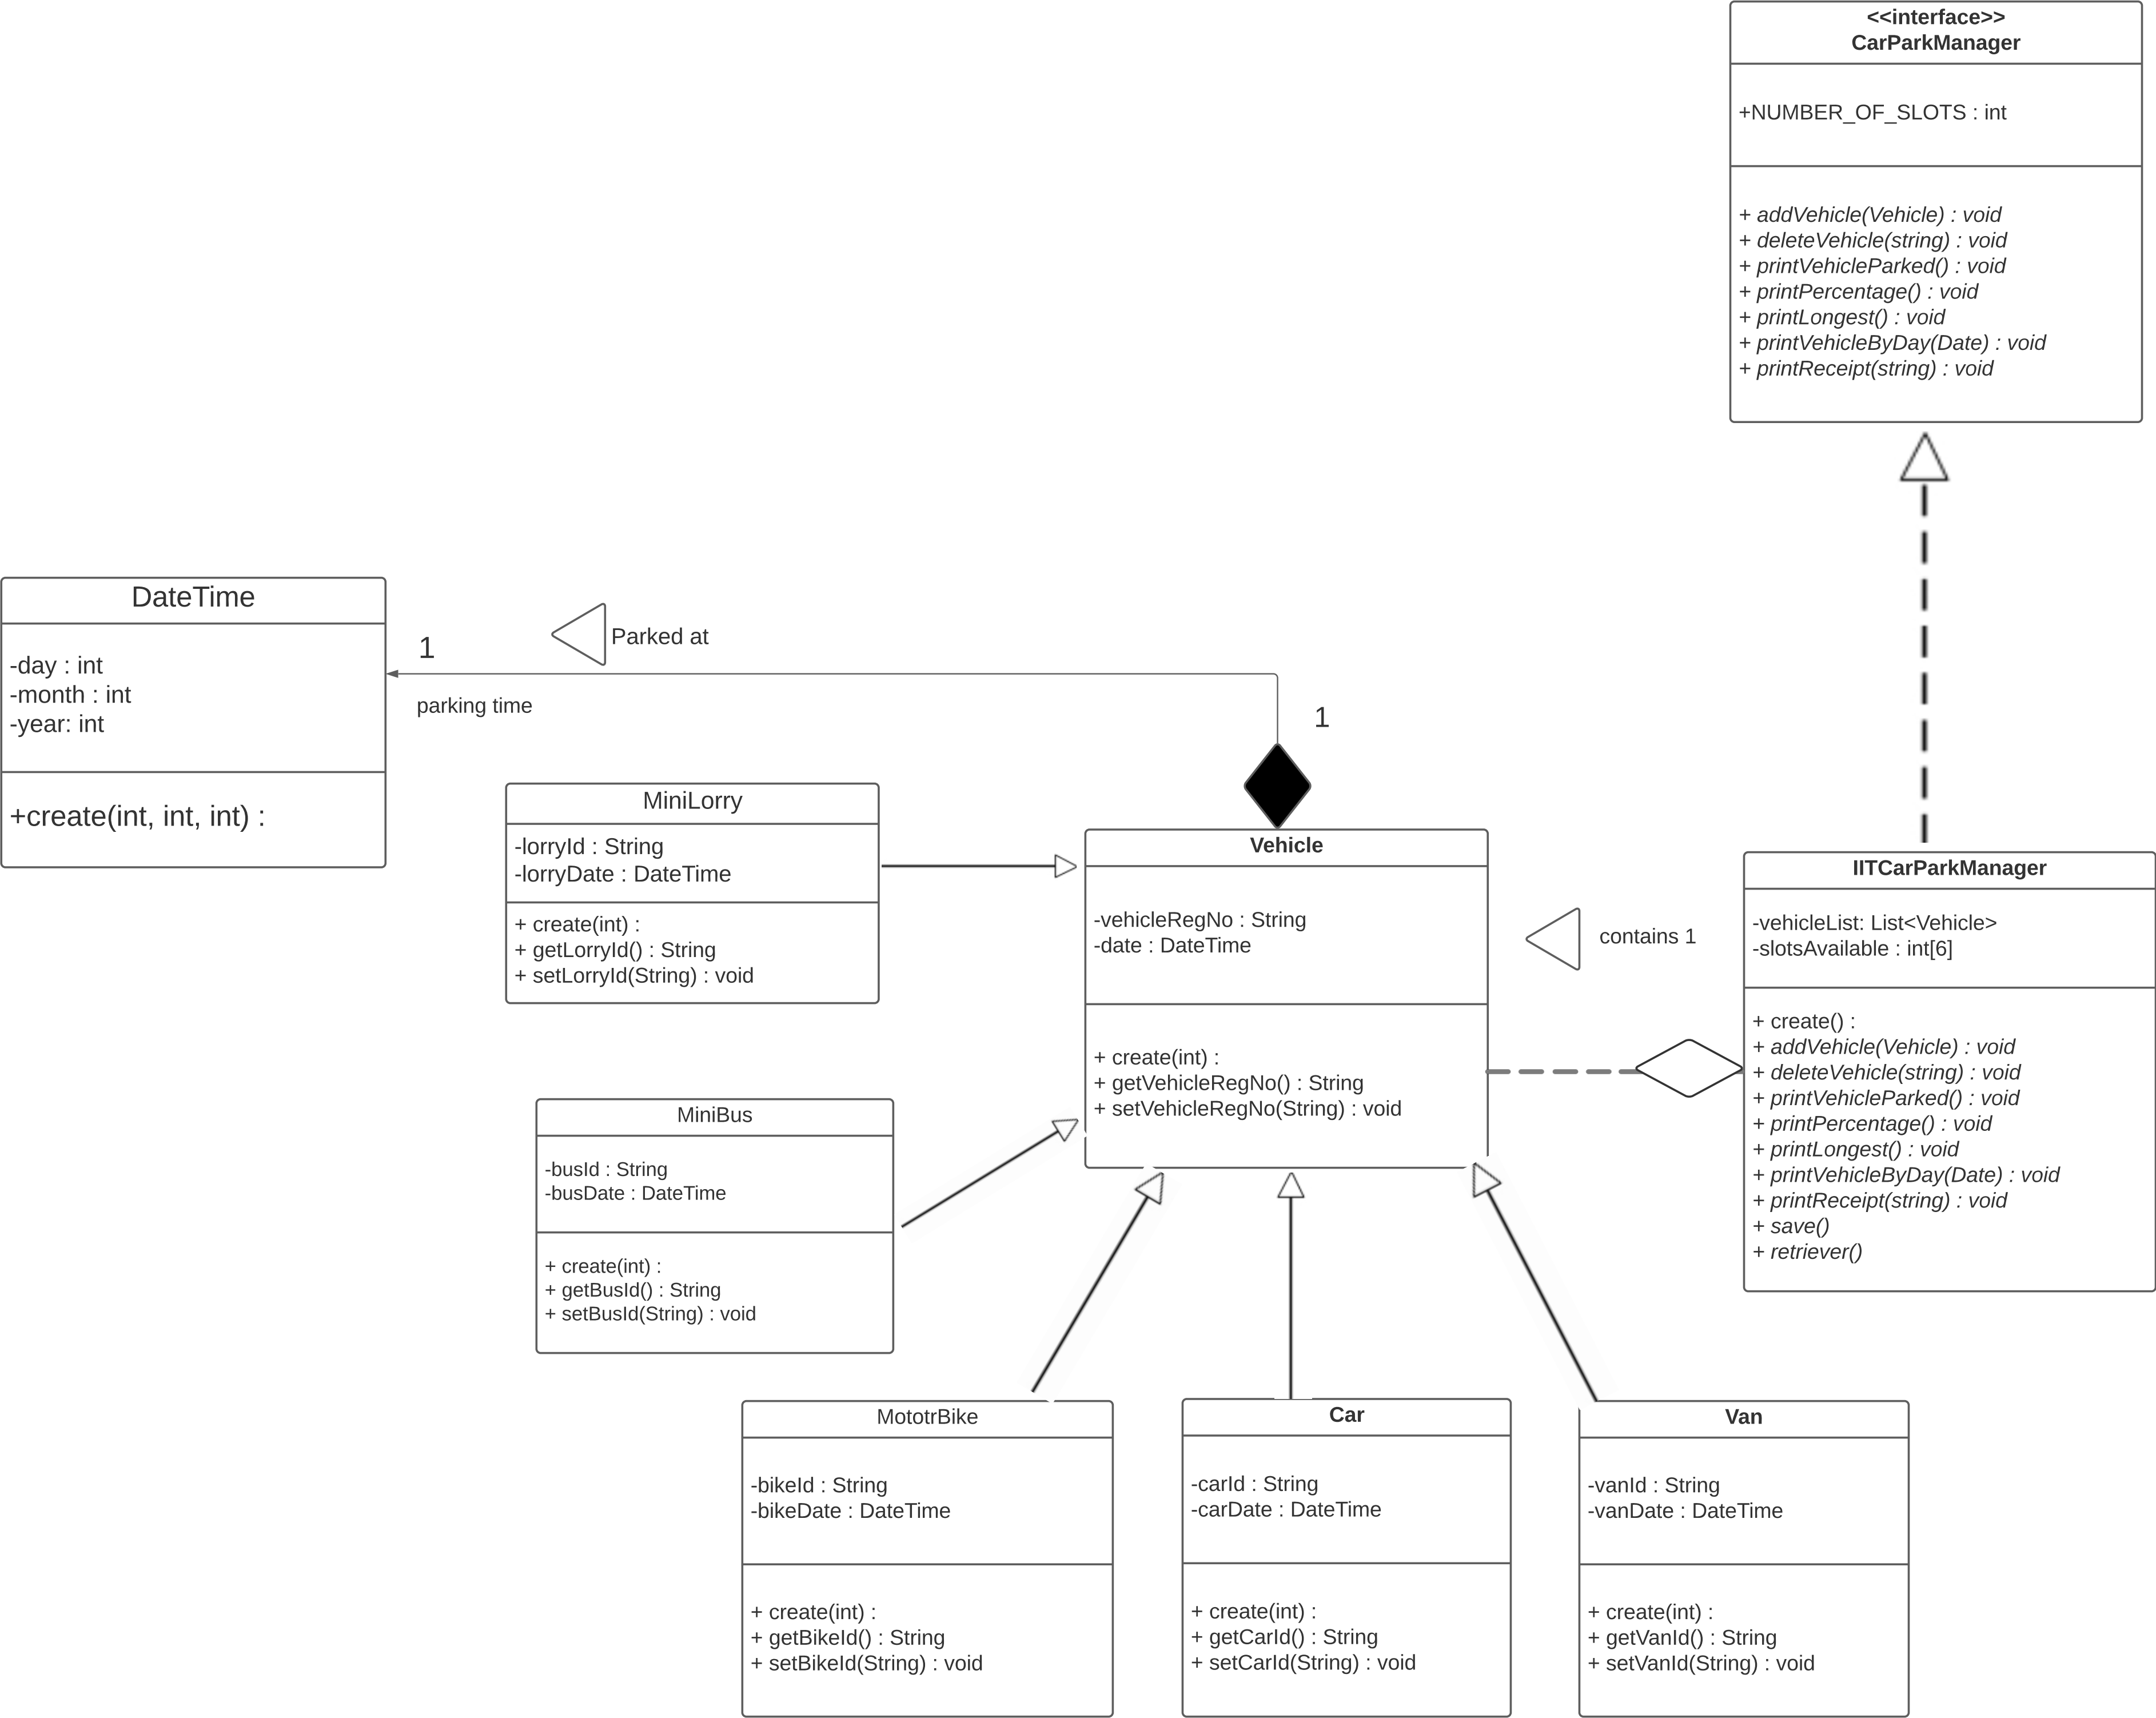 <<interface>>
CarParkManager
+NUMBER_OF_SLOTS : int
+ addVehicle(Vehicle) : void
+ deleteVehicle(string) : void
+ printVehicleParked() : void
+ printPercentage() : void
+ printLongest() : void
+ printVehicleByDay(Date) : void
+ printReceipt(string) : void
DateTime
-day : int
-month : int
-year: int
+create(int, int, int) :
1
Parked at
parking time
1
MiniLorry
-lorryId : String
-lorryDate : DateTime
+ create(int) :
+ getLorryId() : String
+ setLorryId(String) : void
Vehicle
-vehicleRegNo : String
-date : DateTime
+ create(int) :
+ getVehicleRegNo() : String
+ setVehicleRegNo(String) : void
contains 1
IITCarParkManager
-vehicleList: List<Vehicle>
-slotsAvailable : int[6]
+ create() :
+ addVehicle(Vehicle) : void
+ deleteVehicle(string) : void
+ printVehicleParked() : void
+ printPercentage() : void
+ printLongest() : void
+ printVehicleByDay(Date) : void
+ printReceipt(string) : void
+ save()
+ retriever()
MiniBus
-busId : String
-busDate : DateTime
+ create(int) :
+ getBusId() : String
+ setBusId(String) : void
MototrBike
-bikeId : String
-bikeDate : DateTime
+ create(int) :
+ getBikeId() : String
+ setBikeId(String) : void
Car
-carId : String
-carDate : DateTime
+ create(int) :
+ getCarId() : String
+ setCarId(String) : void
Van
-vanId : String
-vanDate : DateTime
+ create(int) :
+ getVanId() : String
+ setVanId(String) : void